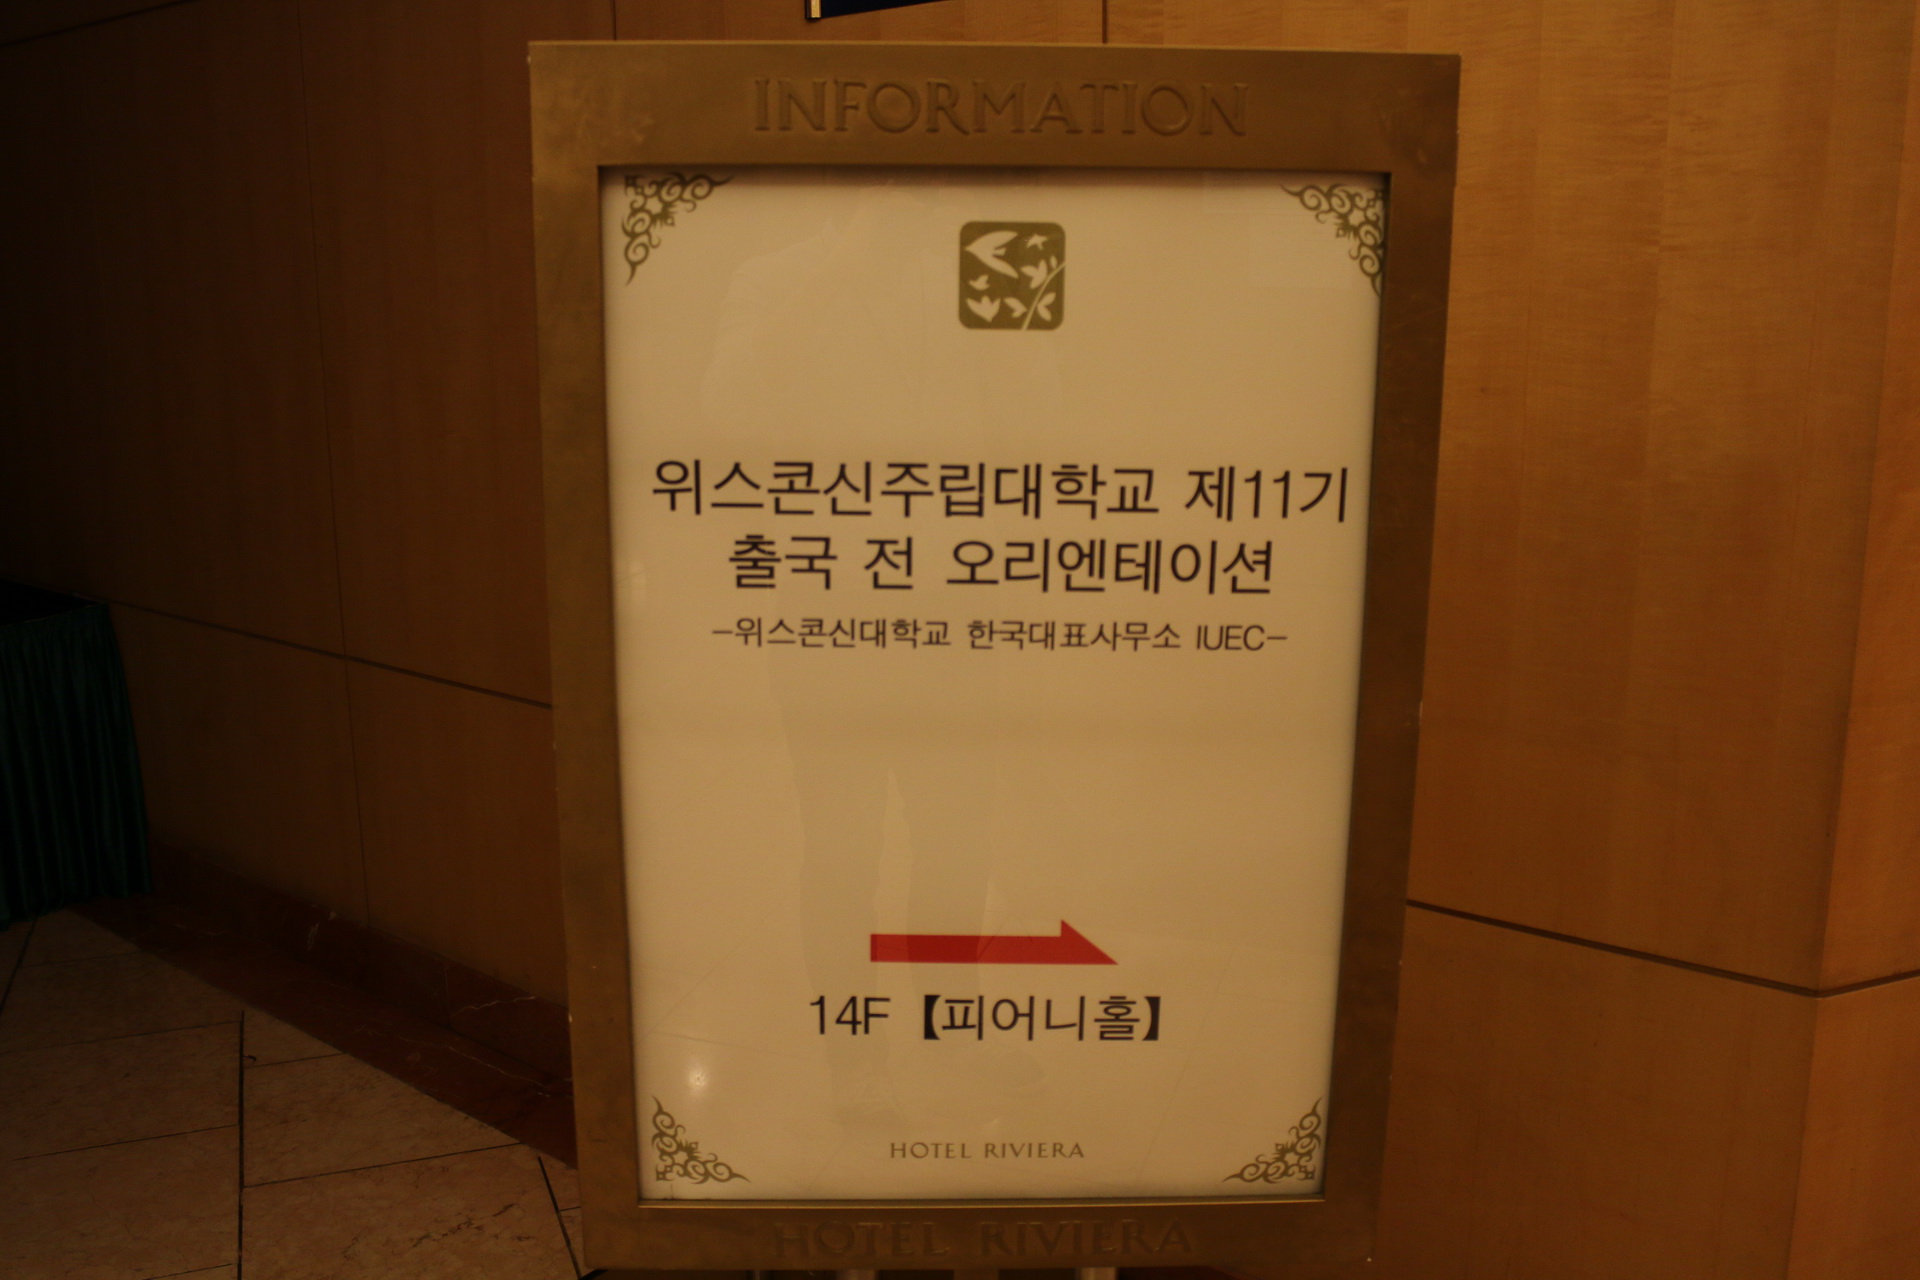 INFORMATION
위스콘신주립대학교 제11기
출국 전 오리엔테이션
-위스콘신대학교 한국대표사무소 IUEC-
14F 【피어니홀】
HOTEL RIVIERA
HOTEL RIVIERA